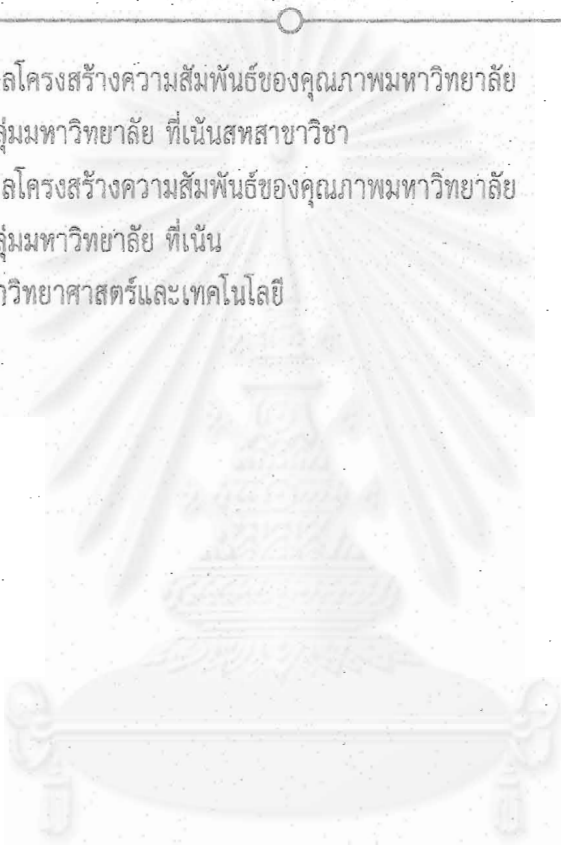 ลโครงสร้างความสัมพันธ์ของคุณภาพมหาวิทยาลัย
ลุ่มมหาวิทยาลัย ที่เน้นสหสาขาวิชา
ลโครงสร้างความสัมพันธ์ของคุณภาพมหาวิทยาลัย
ลุ่มมหาวิทยาลัย ที่เน้น
าวิทยาศาสตร์และเทคโนโลยี